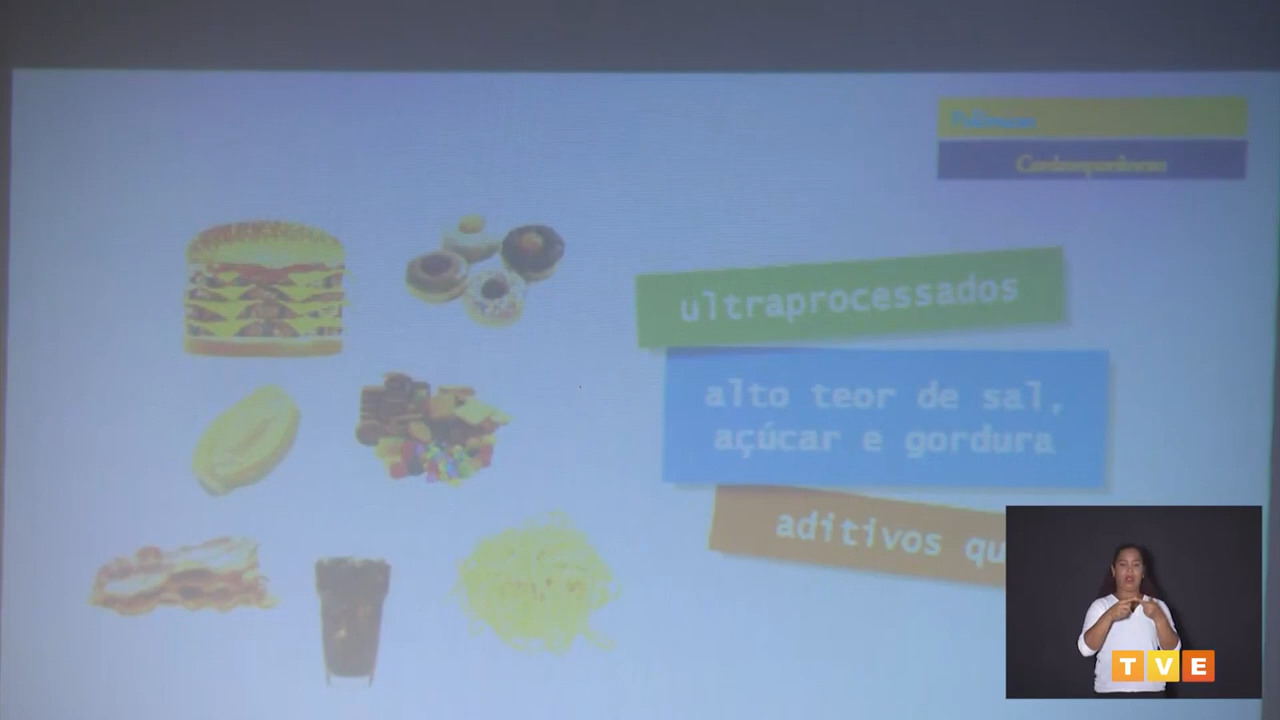 ultraprocessados
alto teor de sal,
açúcar e gordura
aditivos qu
TVE